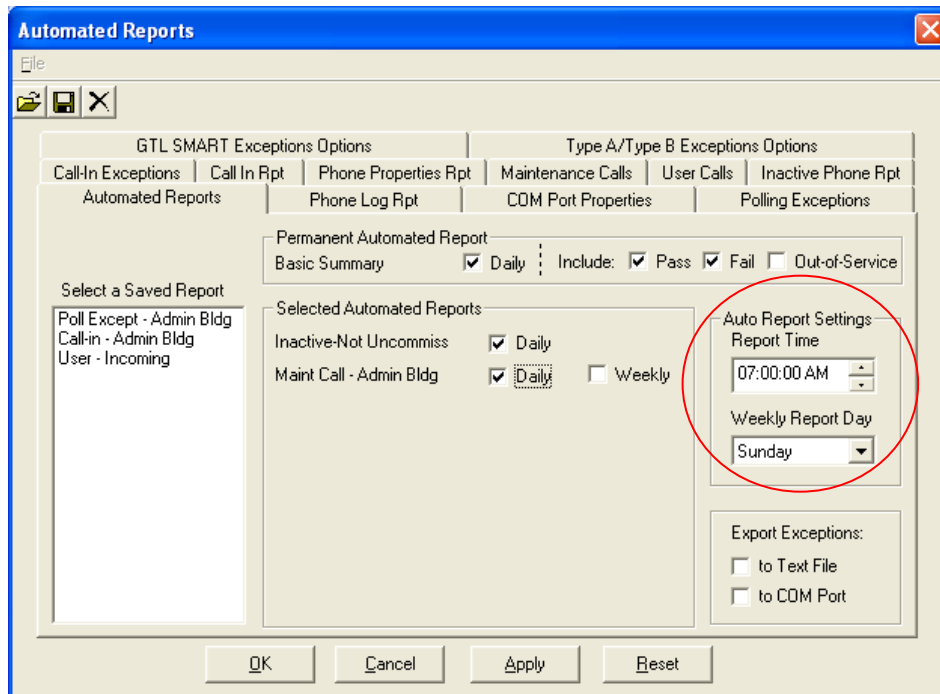 Automated Reports
File
GTL SMART Exceptions Options
Type A/Type B Exceptions Options
Call-In Exceptions
Call In Rpt
Phone Properties Rpt
Maintenance Calls
User Calls
Inactive Phone Rpt
Automated Reports
Phone Log Rpt
COM Port Properties
Polling Exceptions
Permanent Automated Report
Basic Summary
Daily
Include:
Pass
Fail
Out-of-Service
Select a Saved Report
Poll Except - Admin Bldg
Call-in - Admin Bldg
User - Incoming
Selected Automated Reports
Inactive-Not Uncommiss
Daily
Maint Call - Admin Bldg
Daily
Weekly
Auto Report Settings
Report Time
07:00:00 AM
Weekly Report Day
Sunday
Export Exceptions:
to Text File
to COM Port
OK
Cancel
Apply
Reset